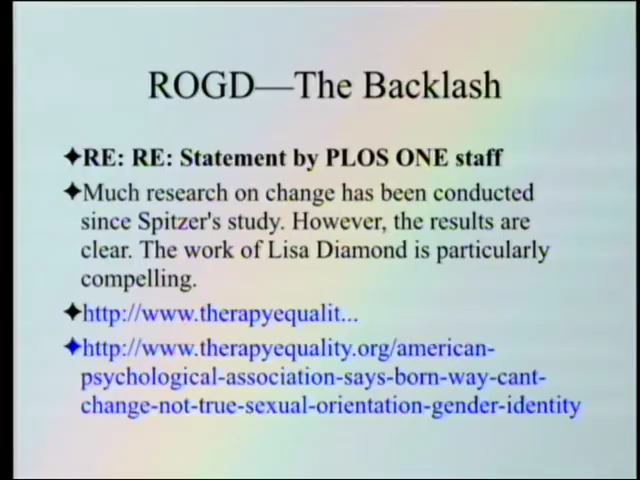 ROGD—The Backlash
RE: RE: Statement by PLOS ONE staff
Much research on change has been conducted
since Spitzer's study. However, the results are
clear. The work of Lisa Diamond is particularly
compelling.
http://www.therapyequalit...
http://www.therapyequality.org/american-
psychological-association-says-born-way-cant-
change-not-true-sexual-orientation-gender-identity